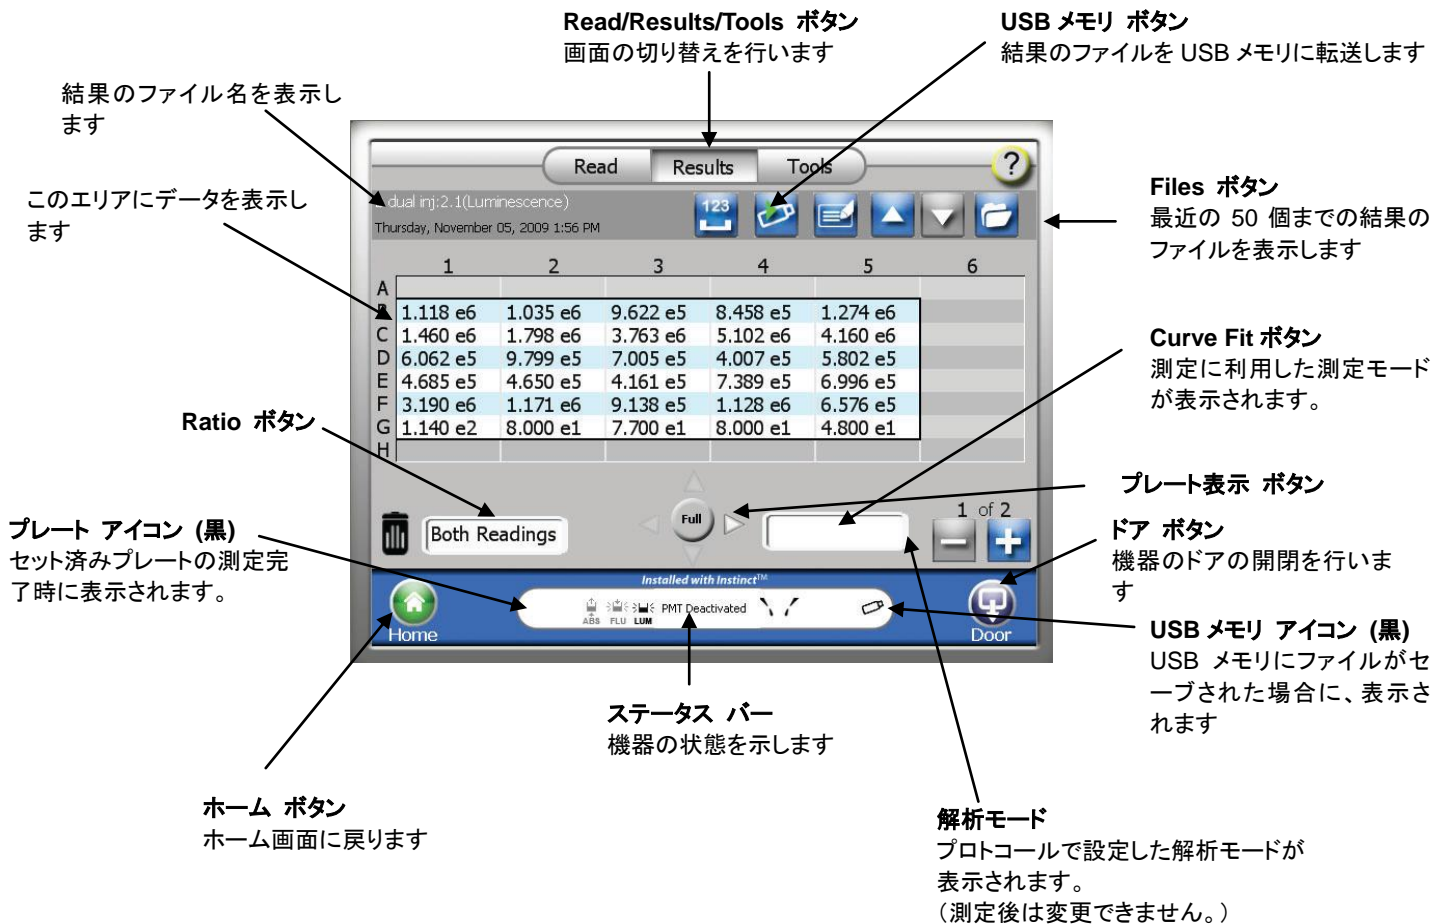 Read/Results/Tools ボタン
画面の切り替えを行います
USB メモリ ボタン
結果のファイルを USB メモリに転送します
結果のファイル名を表示し
ます
このエリアにデータを表示し
ます
Read Results Tools ?
dual inj:2.1(Luminescence)
Thursday, November 05, 2009 1:56 PM
123
Files ボタン
最近の 50 個までの結果の
ファイルを表示します
1 2 3 4 5 6
A
B 1.118 e6 1.035 e6 9.622 e5 8.458 e5 1.274 e6
C 1.460 e6 1.798 e6 3.763 e6 5.102 e6 4.160 e6
D 6.062 e5 9.799 e5 7.005 e5 4.007 e5 5.802 e5
E 4.685 e5 4.650 e5 4.161 e5 7.389 e5 6.996 e5
F 3.190 e6 1.171 e6 9.138 e5 1.128 e6 6.576 e5
G 1.140 e2 8.000 e1 7.700 e1 8.000 e1 4.800 e1
H
Curve Fit ボタン
測定に利用した測定モード
が表示されます。
Ratio ボタン
プレート表示 ボタン
Both Readings
Full
1 of 2
プレート アイコン (黒)
セット済みプレートの測定完
了時に表示されます。
ドア ボタン
機器のドアの開閉を行いま
す
Installed with Instinct™
Home
ABS FLU LUM PMT Deactivated
Door
USB メモリ アイコン (黒)
USB メモリにファイルがセ
ーブされた場合に、表示さ
れます
ステータス バー
機器の状態を示します
ホーム ボタン
ホーム画面に戻ります
解析モード
プロトコールで設定した解析モードが
表示されます。
（測定後は変更できません。）